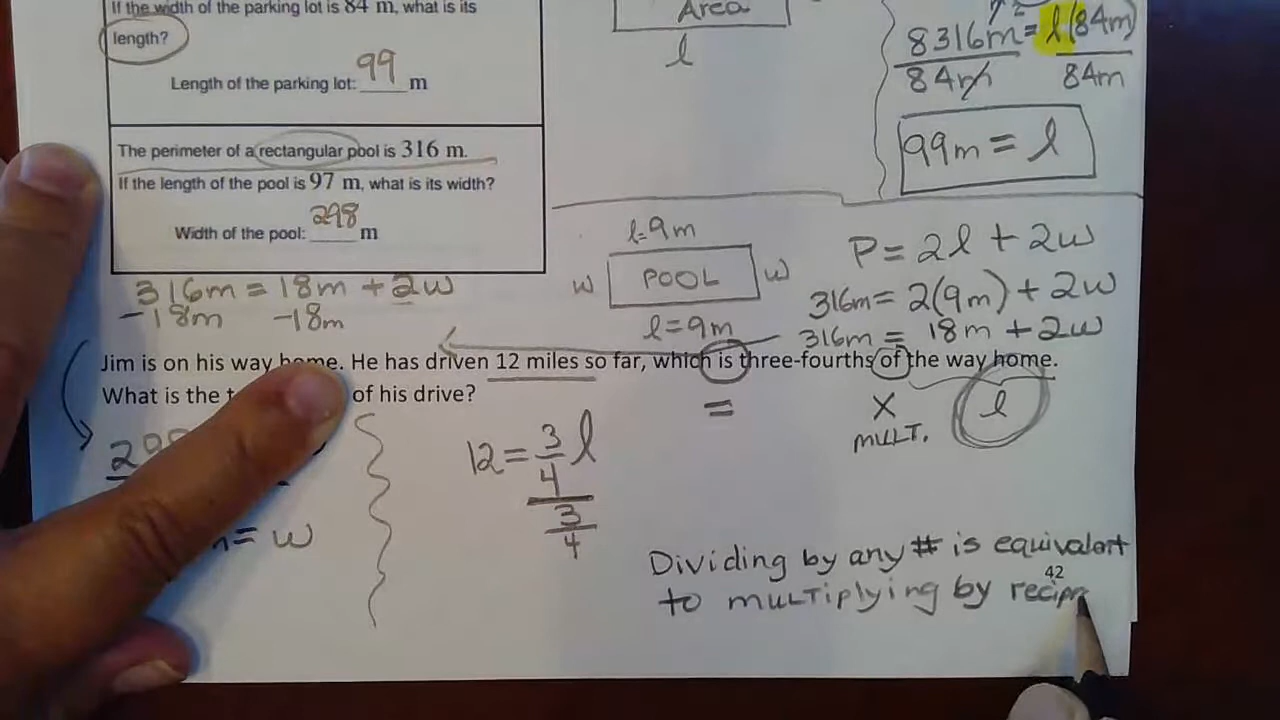 If the width of the parking lot is 84 m, what is its
length?
Length of the parking lot: 99 m
The perimeter of a rectangular pool is 316 m.
If the length of the pool is 97 m, what is its width?
Width of the pool: 298 m
Area
l
8316m² = l(84m)
84m 84m
99m = l
l=9m
w POOL w
l=9m
P = 2l + 2w
316m = 2(9m) + 2w
316m = 18m + 2w
316m = 18m + 2w
-18m -18m
Jim is on his way home. He has driven 12 miles so far, which is three-fourths of the way home.
What is the of his drive?
= X l
MULT.
= w
12 = 3/4 l
3/4
Dividing by any # is equivalent
42
to multiplying by recip